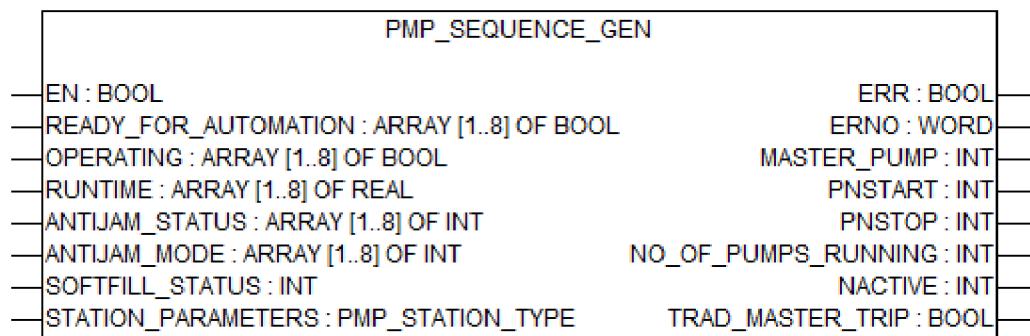 PMP_SEQUENCE_GEN
EN : BOOL ERR : BOOL
READY_FOR_AUTOMATION : ARRAY [1..8] OF BOOL ERNO : WORD
OPERATING : ARRAY [1..8] OF BOOL MASTER_PUMP : INT
RUNTIME : ARRAY [1..8] OF REAL PNSTART : INT
ANTIJAM_STATUS : ARRAY [1..8] OF INT PNSTOP : INT
ANTIJAM_MODE : ARRAY [1..8] OF INT NO_OF_PUMPS_RUNNING : INT
SOFTFILL_STATUS : INT NACTIVE : INT
STATION_PARAMETERS : PMP_STATION_TYPE TRAD_MASTER_TRIP : BOOL